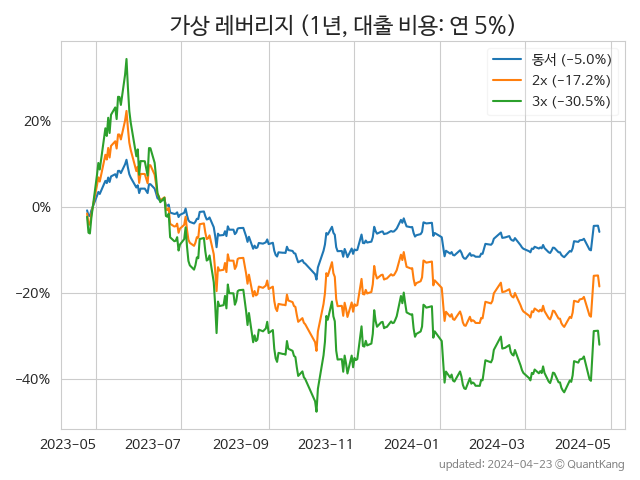 가상 레버리지 (1년, 대출 비용: 연 5%)
동서 (−5.0%)
2x (−17.2%)
3x (−30.5%)
20%
0%
−20%
−40%
2023−05 2023−07 2023−09 2023−11 2024−01 2024−03 2024−05
updated: 2024-04-23 © QuantKang